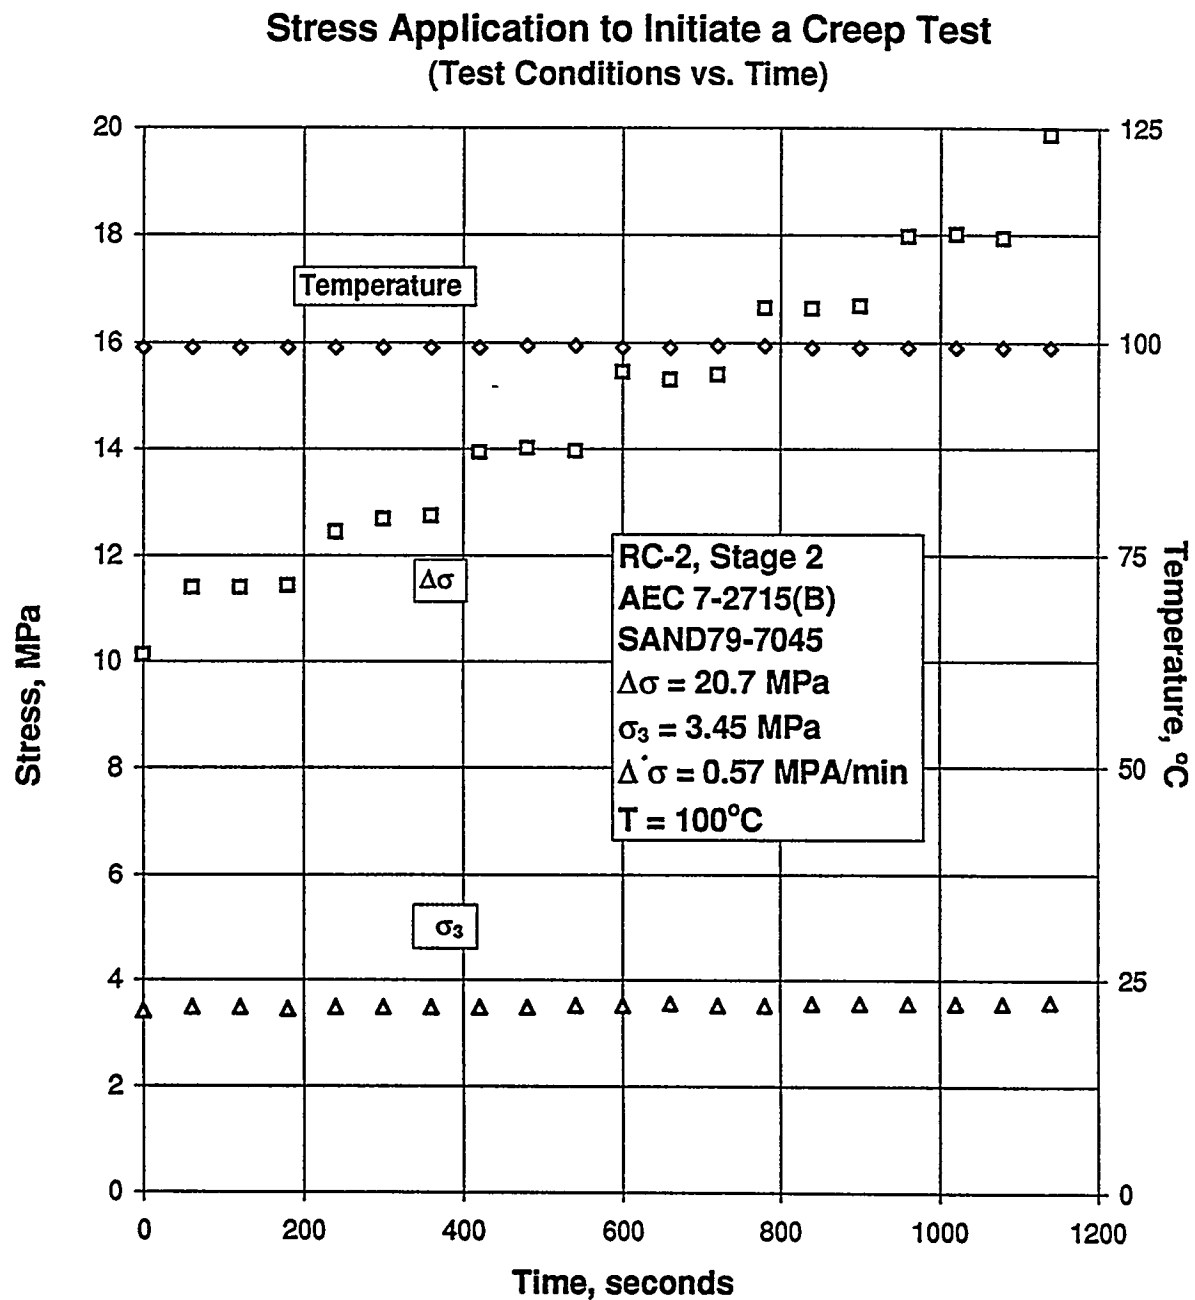 Stress Application to Initiate a Creep Test
(Test Conditions vs. Time)
20
18
16
14
12
10
8
6
4
2
0
Stress, MPa
Temperature
Δσ
σ₃
RC-2, Stage 2
AEC 7-2715(B)
SAND79-7045
Δσ = 20.7 MPa
σ₃ = 3.45 MPa
Δ˙σ = 0.57 MPA/min
T = 100°C
125
100
75
50
25
0
Temperature, °C
0 200 400 600 800 1000 1200
Time, seconds